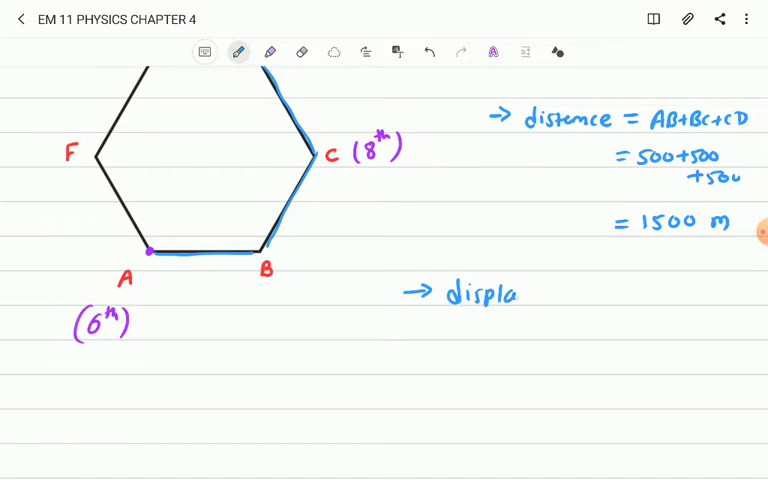 EM 11 PHYSICS CHAPTER 4
→ distence = AB+BC+CD
F
C (8th)
= 500+500
+500
= 1500 m
A
B
→ displa
(6th)